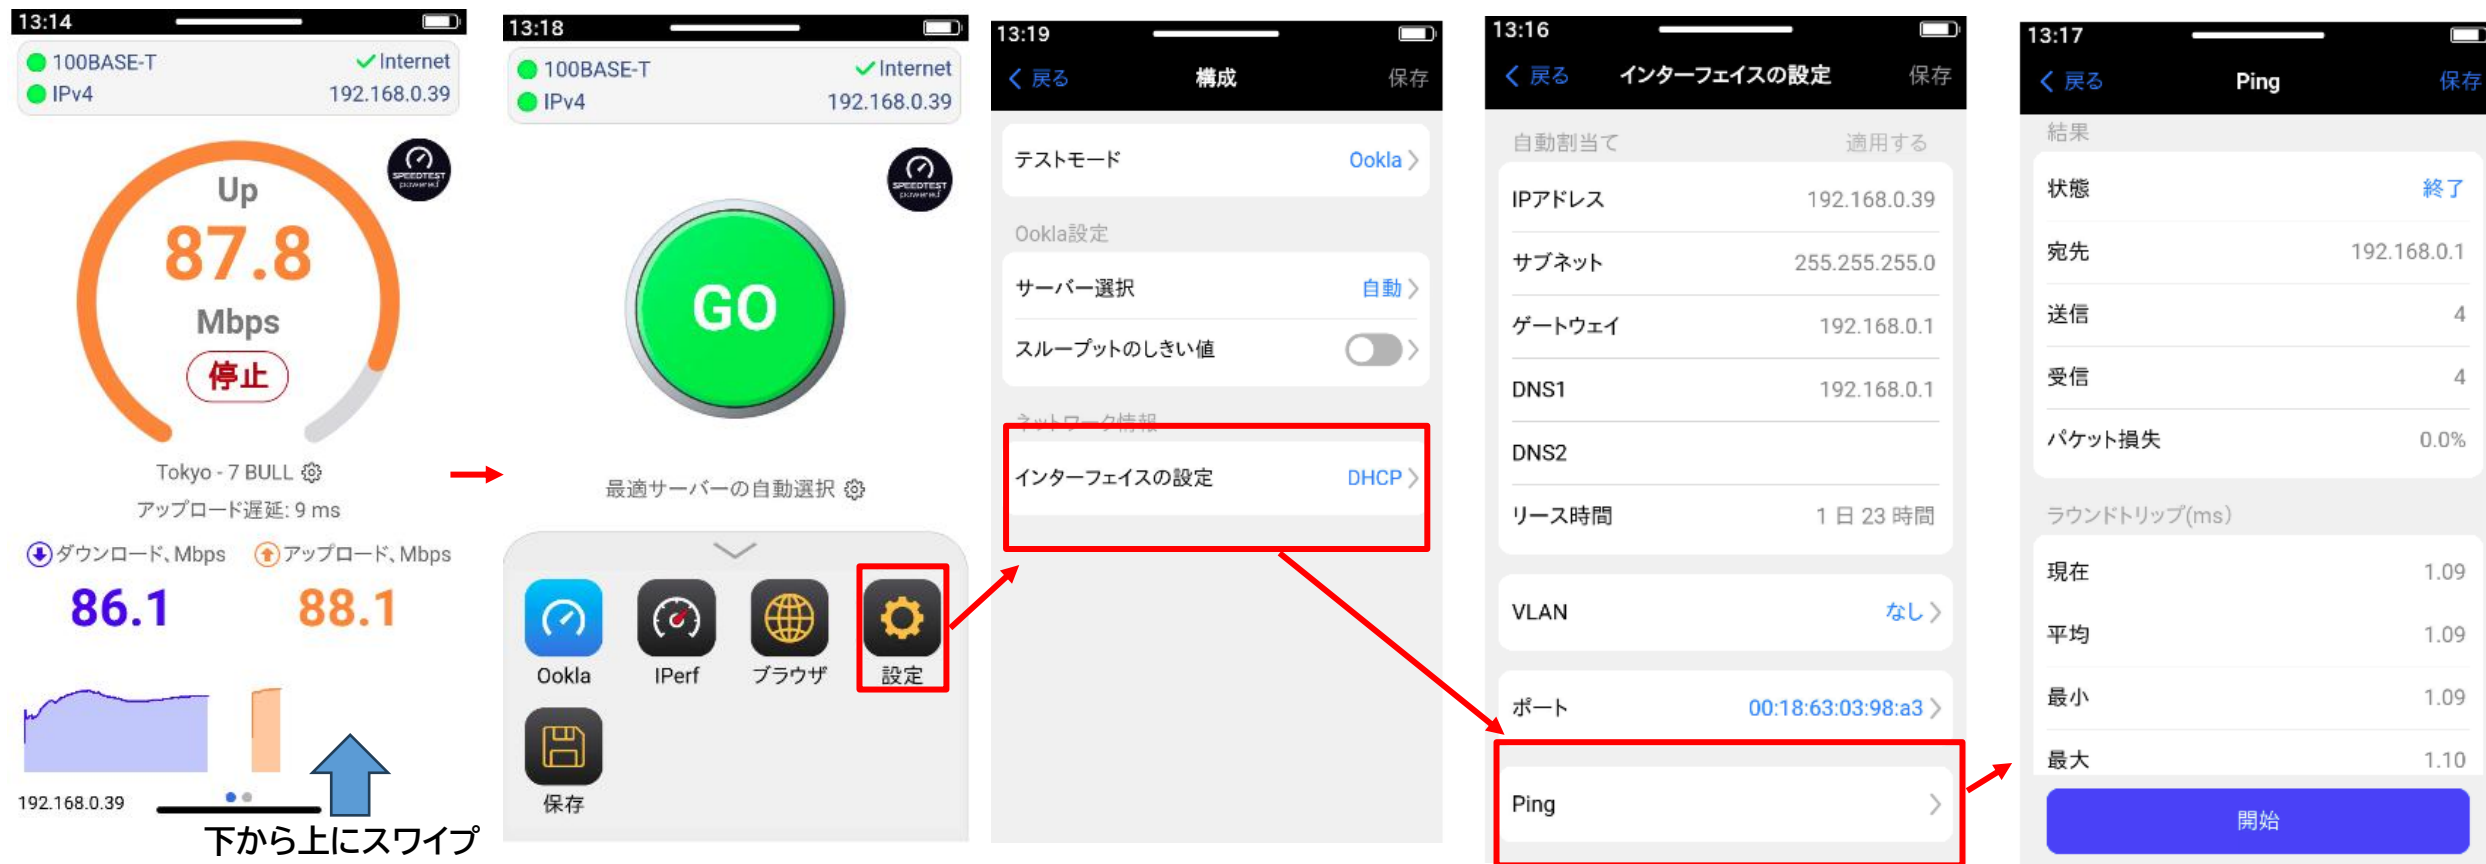 13:14
100BASE-T
Internet
IPv4
192.168.0.39
SPEEDTEST
powered
Up
87.8
Mbps
停止
Tokyo - 7 BULL
アップロード遅延: 9 ms
ダウンロード、Mbps
アップロード、Mbps
86.1
88.1
192.168.0.39
下から上にスワイプ
13:18
100BASE-T
Internet
IPv4
192.168.0.39
SPEEDTEST
powered
GO
最適サーバーの自動選択
Ookla
IPerf
ブラウザ
設定
保存
13:19
戻る
構成
保存
テストモード
Ookla
Ookla設定
サーバー選択
自動
スループットのしきい値
ネットワーク情報
インターフェイスの設定
DHCP
13:16
戻る
インターフェイスの設定
保存
自動割当て
適用する
IPアドレス
192.168.0.39
サブネット
255.255.255.0
ゲートウェイ
192.168.0.1
DNS1
192.168.0.1
DNS2
リース時間
1 日 23 時間
VLAN
なし
ポート
00:18:63:03:98:a3
Ping
13:17
戻る
Ping
保存
結果
状態
終了
宛先
192.168.0.1
送信
4
受信
4
パケット損失
0.0%
ラウンドトリップ(ms)
現在
1.09
平均
1.09
最小
1.09
最大
1.10
開始